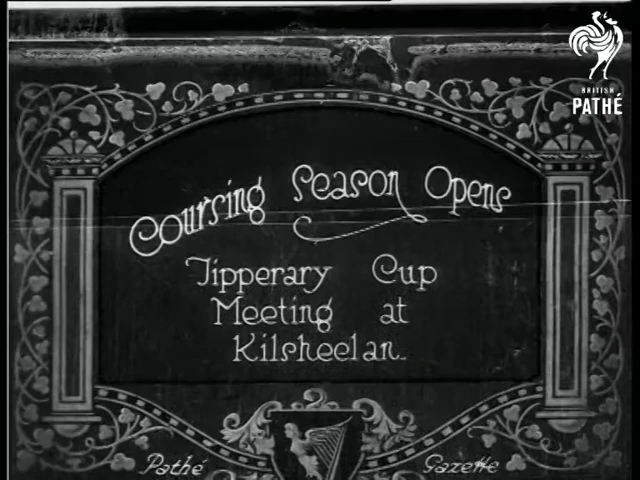 BRITISH
PATHÉ
Coursing Season Opens
Tipperary Cup
Meeting at
Kilsheelan.
Pathé Gazette